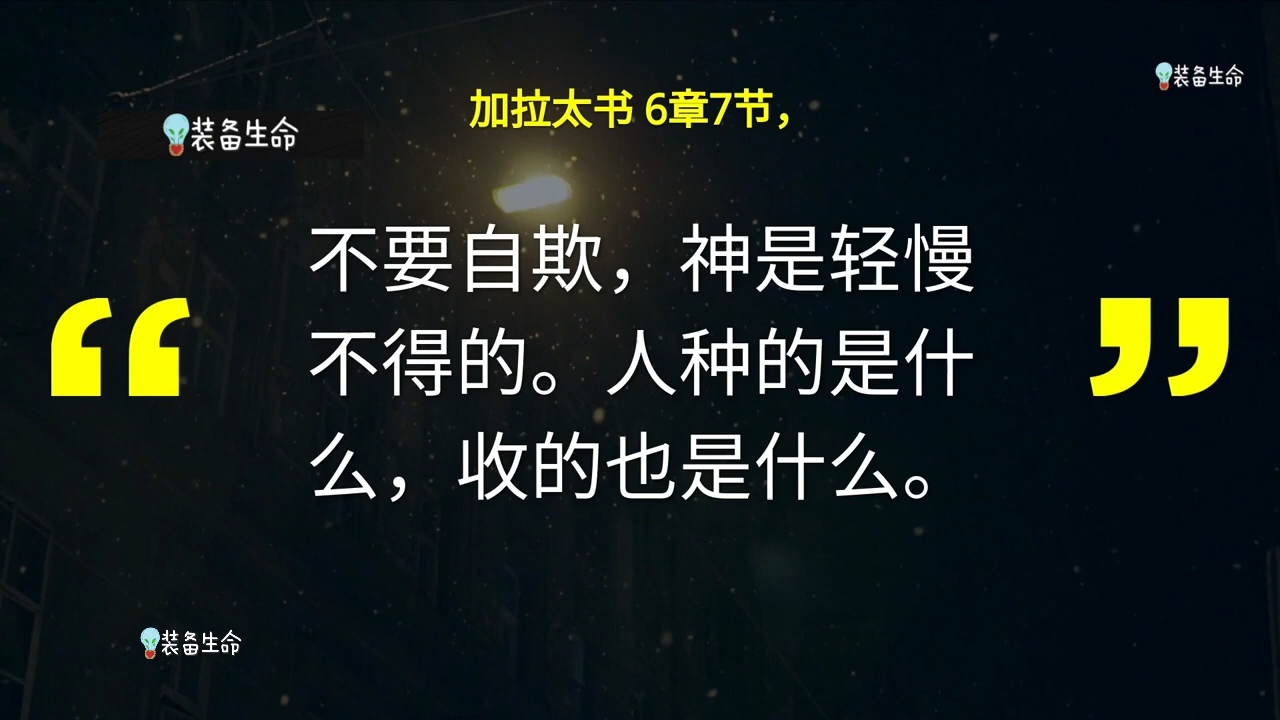 加拉太书 6章7节，
装备生命
装备生命
不要自欺，神是轻慢
不得的。人种的是什
么，收的也是什么。
装备生命